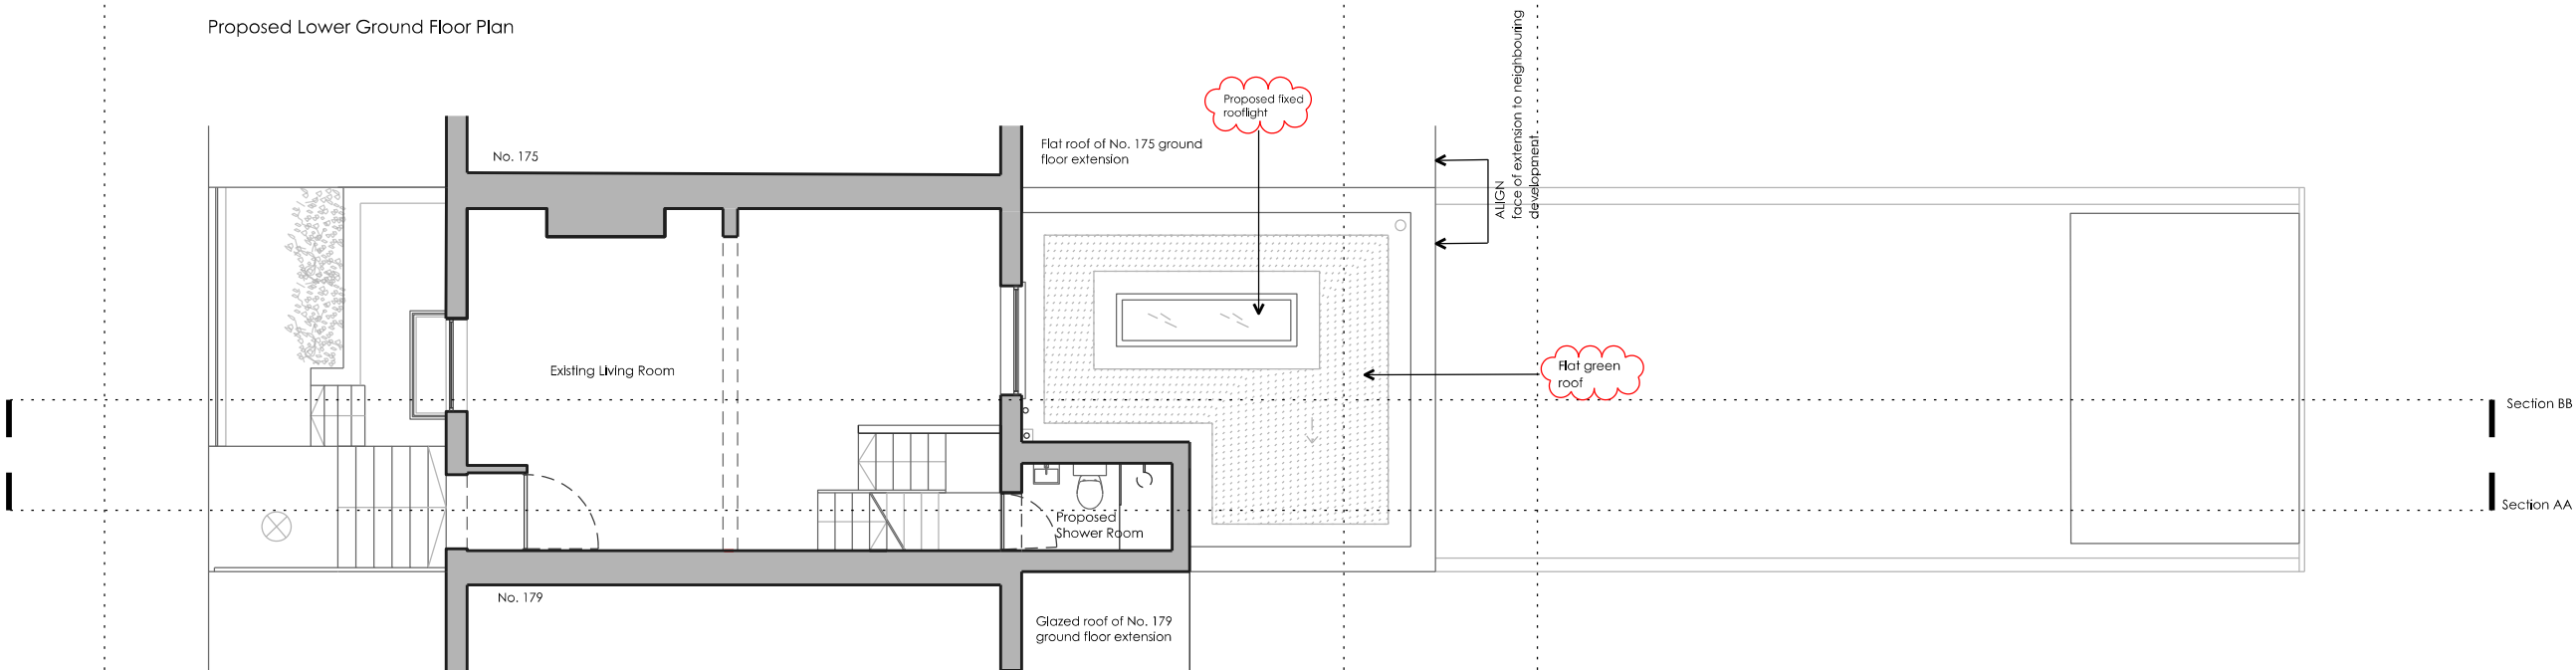 Proposed Lower Ground Floor Plan
ALIGN
face of extension to neighbouring
development
Proposed fixed
rooflight
No. 175
Flat roof of No. 175 ground
floor extension
Existing Living Room
Flat green
roof
Section BB
Section AA
Proposed
Shower Room
No. 179
Glazed roof of No. 179
ground floor extension